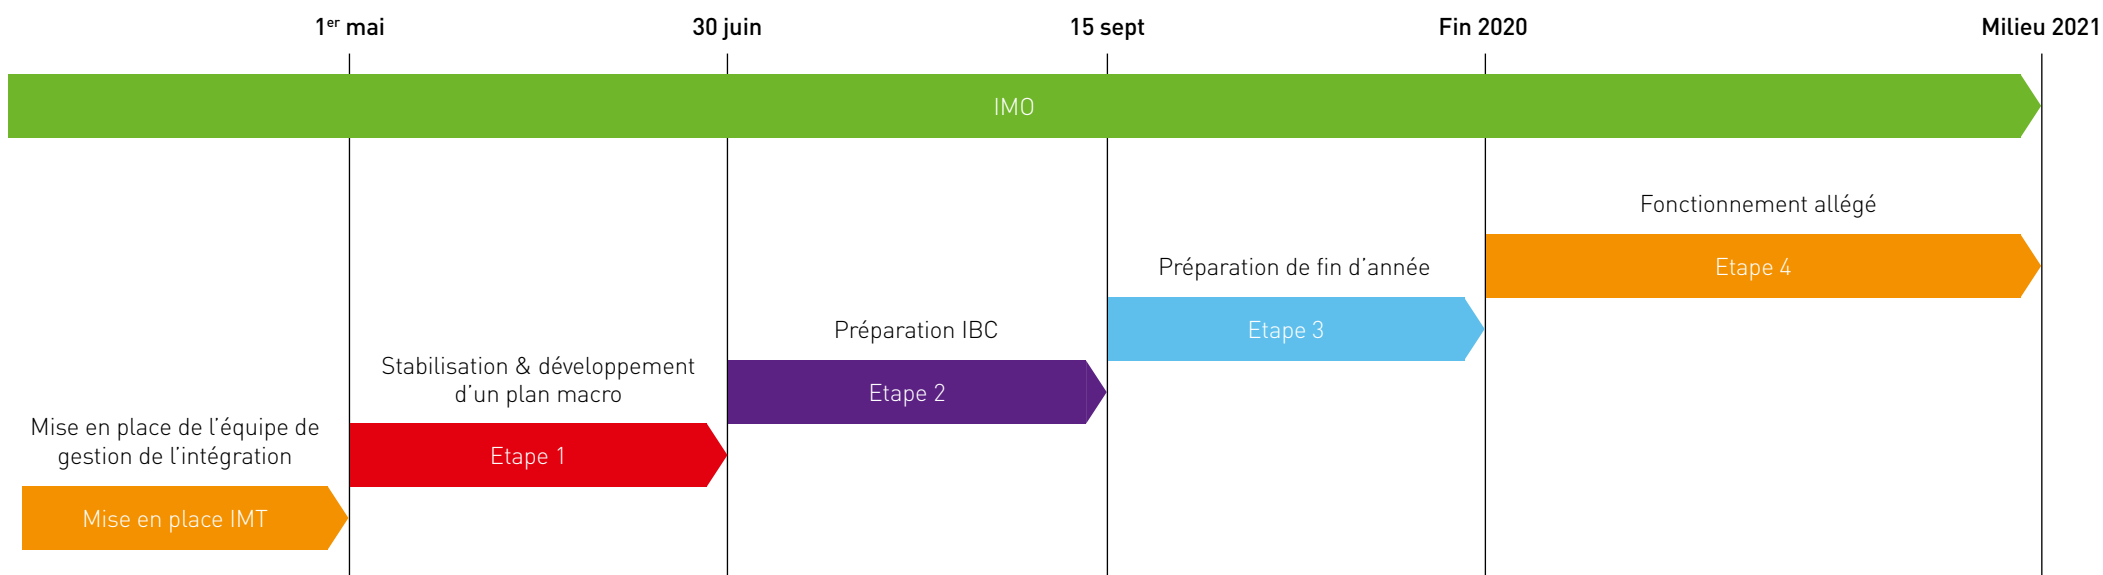 1er mai
30 juin
15 sept
Fin 2020
Milieu 2021
IMO
Fonctionnement allégé
Etape 4
Préparation de fin d’année
Etape 3
Préparation IBC
Etape 2
Stabilisation & développement
d’un plan macro
Etape 1
Mise en place de l’équipe de
gestion de l’intégration
Mise en place IMT